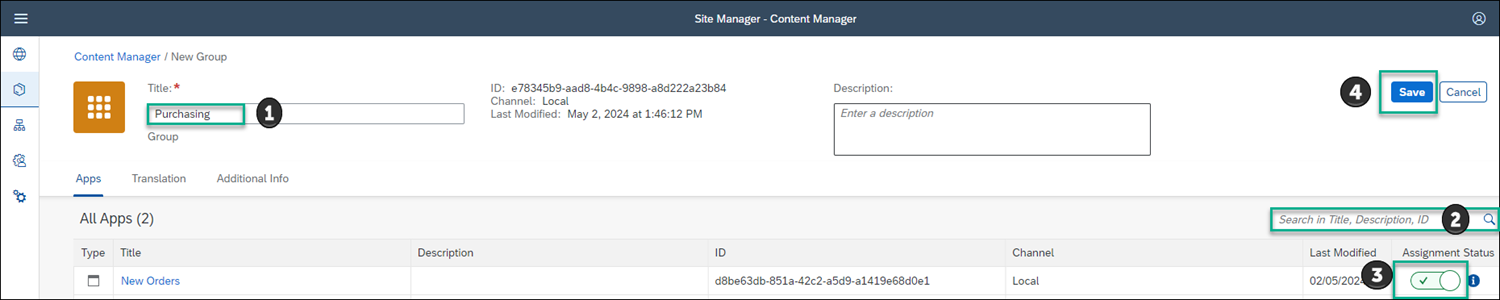 Site Manager - Content Manager
Content Manager / New Group
Title: *
Purchasing
1
Group
ID: e78345b9-aad8-4b4c-9898-a8d222a23b84
Channel: Local
Last Modified: May 2, 2024 at 1:46:12 PM
Description:
Enter a description
4
Save
Cancel
Apps Translation Additional Info
All Apps (2)
Search in Title, Description, ID
2
Type Title Description ID Channel Last Modified Assignment Status
New Orders d8be63db-851a-42c2-a5d9-a1419e68d0e1 Local 02/05/2024
3